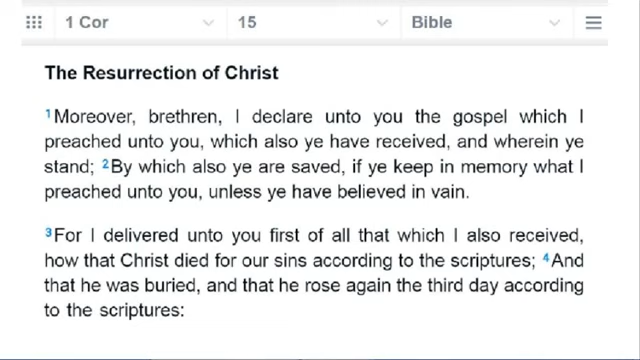 1 Cor 15 Bible
The Resurrection of Christ
1Moreover, brethren, I declare unto you the gospel which I
preached unto you, which also ye have received, and wherein ye
stand; 2By which also ye are saved, if ye keep in memory what I
preached unto you, unless ye have believed in vain.
3For I delivered unto you first of all that which I also received,
how that Christ died for our sins according to the scriptures; 4And
that he was buried, and that he rose again the third day according
to the scriptures: